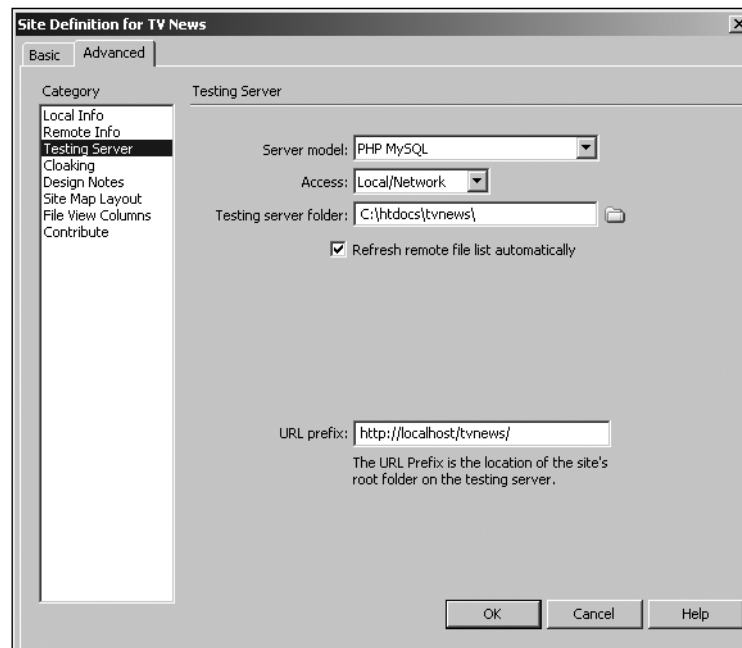 Site Definition for TV News
Basic
Advanced
Category
Local Info
Remote Info
Testing Server
Cloaking
Design Notes
Site Map Layout
File View Columns
Contribute
Testing Server
Server model: PHP MySQL
Access: Local/Network
Testing server folder: C:\htdocs\tvnews\
Refresh remote file list automatically
URL prefix: http://localhost/tvnews/
The URL Prefix is the location of the site's
root folder on the testing server.
OK
Cancel
Help